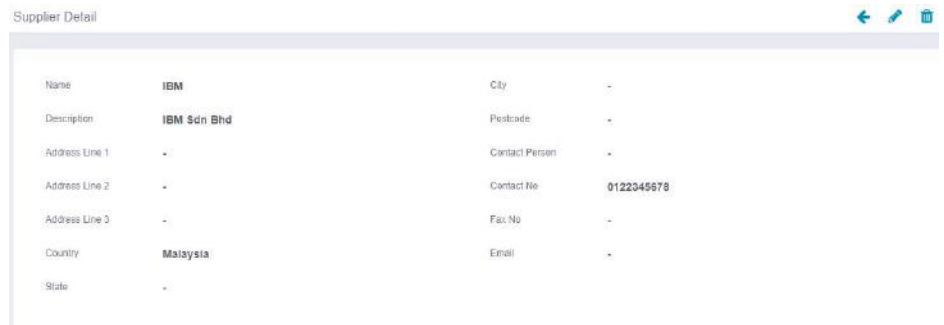 Supplier Detail
Name IBM City -
Description IBM Sdn Bhd Postcode -
Address Line 1 - Contact Person -
Address Line 2 - Contact No 0122345678
Address Line 3 - Fax No -
Country Malaysia Email -
State -